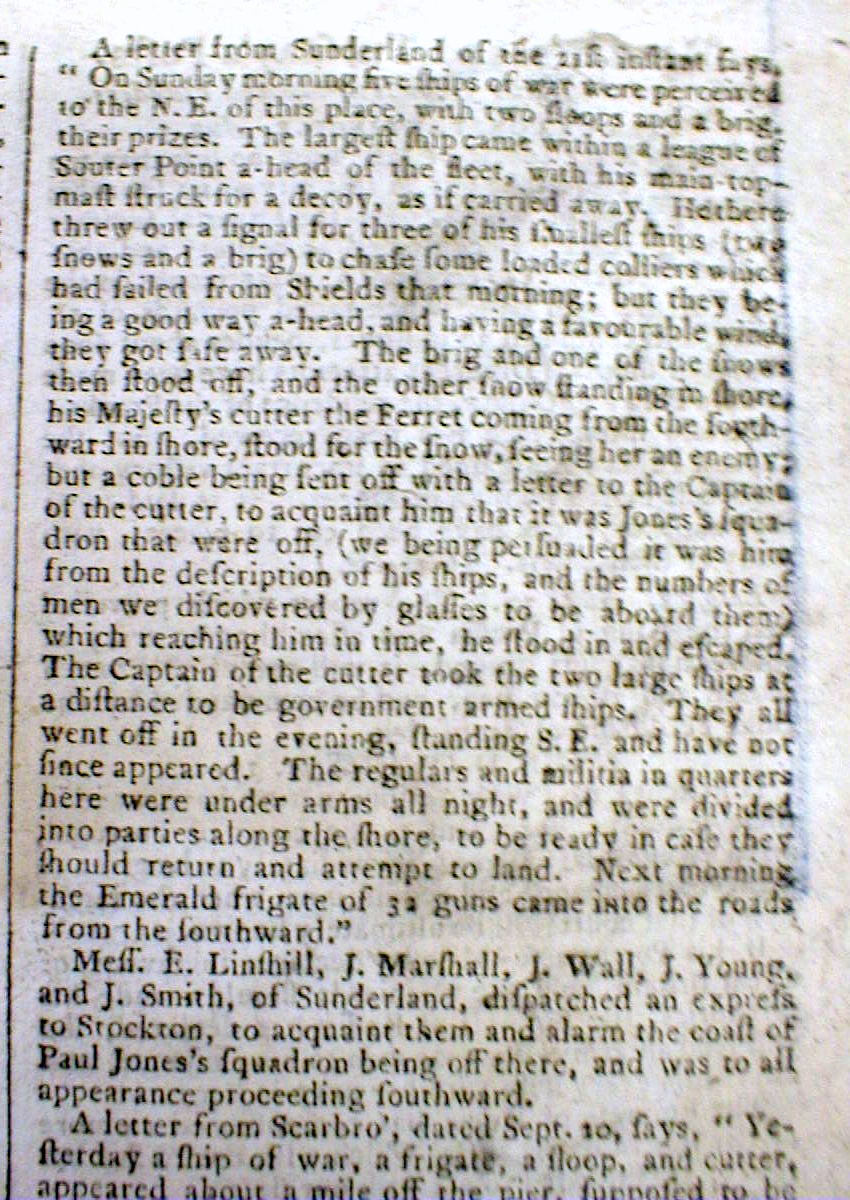 A letter from Sunderland of the 21ſt inſtant ſays,
“ On Sunday morning five ſhips of war were perceived
to the N. E. of this place, with two ſloops and a brig,
their prizes. The largeſt ſhip came within a league of
Souter Point a-head of the fleet, with his main-top-
maſt ſtruck for a decoy, as if carried away. He here
threw out a ſignal for three of his ſmalleſt ſhips (two
ſnows and a brig) to chaſe ſome loaded colliers which
had ſailed from Shields that morning; but they be-
ing a good way a-head, and having a favourable wind,
they got ſafe away. The brig and one of the ſnows
then ſtood off, and the other ſnow ſtanding in ſhore,
his Majeſty's cutter the Ferret coming from the ſouth-
ward in ſhore, ſtood for the ſnow, ſeeing her an enemy;
but a coble being ſent off with a letter to the Captain
of the cutter, to acquaint him that it was Jones's ſqua-
dron that were off, (we being perſuaded it was him
from the deſcription of his ſhips, and the numbers of
men we diſcovered by glaſſes to be aboard them)
which reaching him in time, he ſtood in and eſcaped.
The Captain of the cutter took the two large ſhips at
a diſtance to be government armed ſhips. They all
went off in the evening, ſtanding S. E. and have not
ſince appeared. The regulars and militia in quarters
here were under arms all night, and were divided
into parties along the ſhore, to be ready in caſe they
ſhould return and attempt to land. Next morning
the Emerald frigate of 32 guns came into the roads
from the ſouthward.”
Meſſ. E. Linſhill, J. Marſhall, J. Wall, J. Young,
and J. Smith, of Sunderland, diſpatched an expreſs
to Stockton, to acquaint them and alarm the coaſt of
Paul Jones's ſquadron being off there, and was to all
appearance proceeding ſouthward.
A letter from Scarbro', dated Sept. 20, ſays, “ Ye-
ſterday a ſhip of war, a frigate, a ſloop, and cutter,
appeared about a mile off the pier, ſuppoſed to be